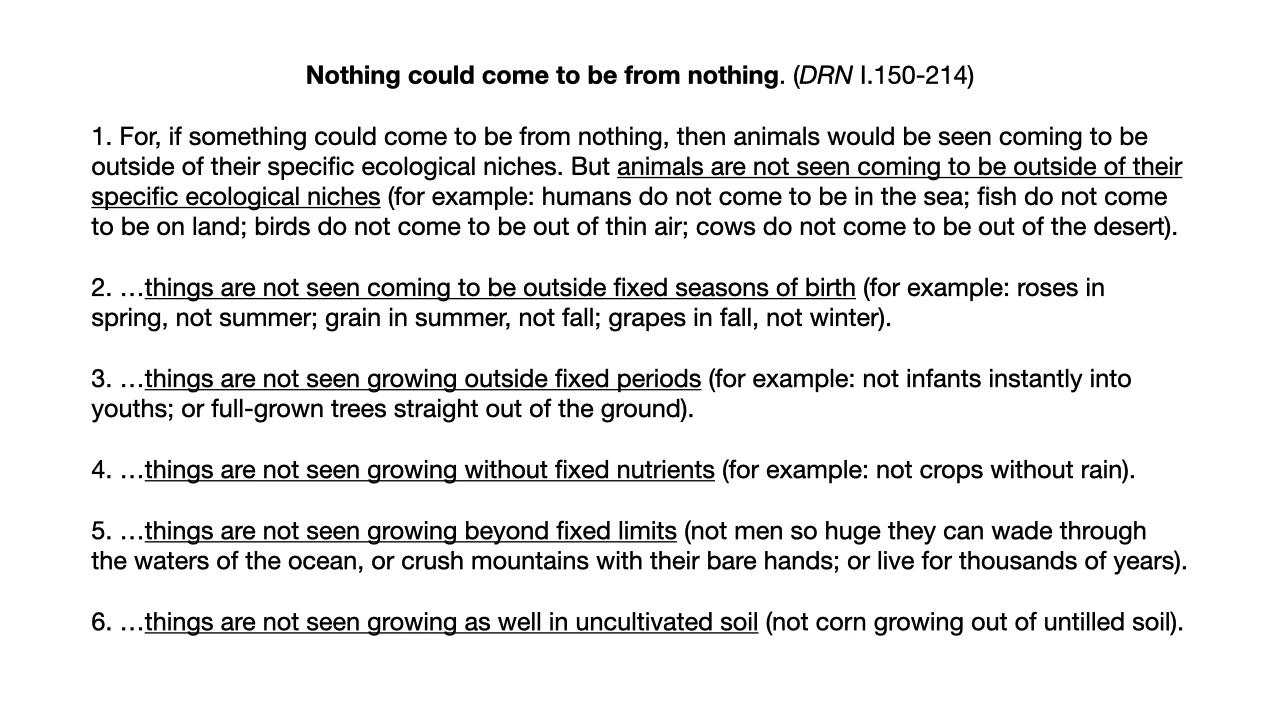 Nothing could come to be from nothing. (DRN I.150-214)
1. For, if something could come to be from nothing, then animals would be seen coming to be
outside of their specific ecological niches. But animals are not seen coming to be outside of their
specific ecological niches (for example: humans do not come to be in the sea; fish do not come
to be on land; birds do not come to be out of thin air; cows do not come to be out of the desert).
2. …things are not seen coming to be outside fixed seasons of birth (for example: roses in
spring, not summer; grain in summer, not fall; grapes in fall, not winter).
3. …things are not seen growing outside fixed periods (for example: not infants instantly into
youths; or full-grown trees straight out of the ground).
4. …things are not seen growing without fixed nutrients (for example: not crops without rain).
5. …things are not seen growing beyond fixed limits (not men so huge they can wade through
the waters of the ocean, or crush mountains with their bare hands; or live for thousands of years).
6. …things are not seen growing as well in uncultivated soil (not corn growing out of untilled soil).